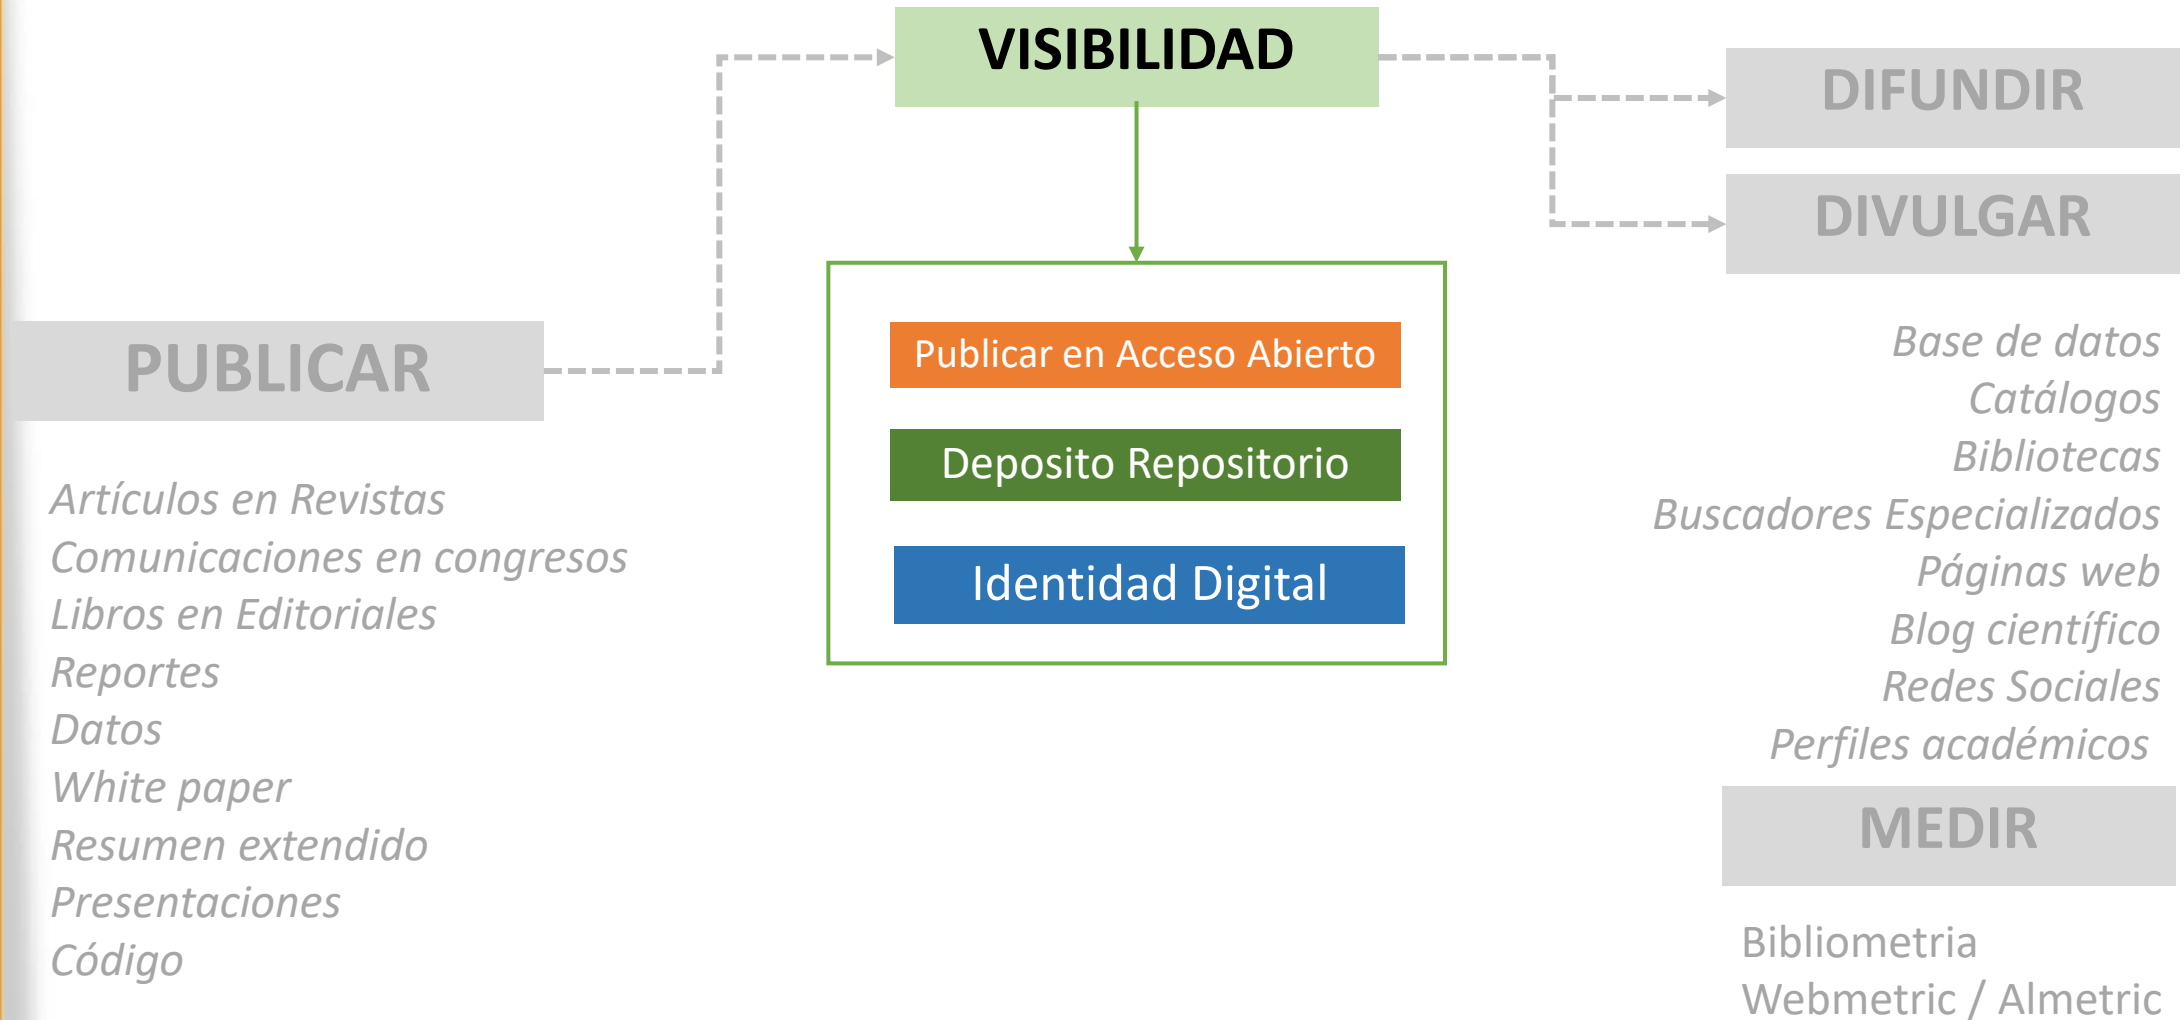 VISIBILIDAD
PUBLICAR
Artículos en Revistas
Comunicaciones en congresos
Libros en Editoriales
Reportes
Datos
White paper
Resumen extendido
Presentaciones
Código
Publicar en Acceso Abierto
Deposito Repositorio
Identidad Digital
DIFUNDIR
DIVULGAR
Base de datos
Catálogos
Bibliotecas
Buscadores Especializados
Páginas web
Blog científico
Redes Sociales
Perfiles académicos
MEDIR
Bibliometria
Webmetric / Almetric